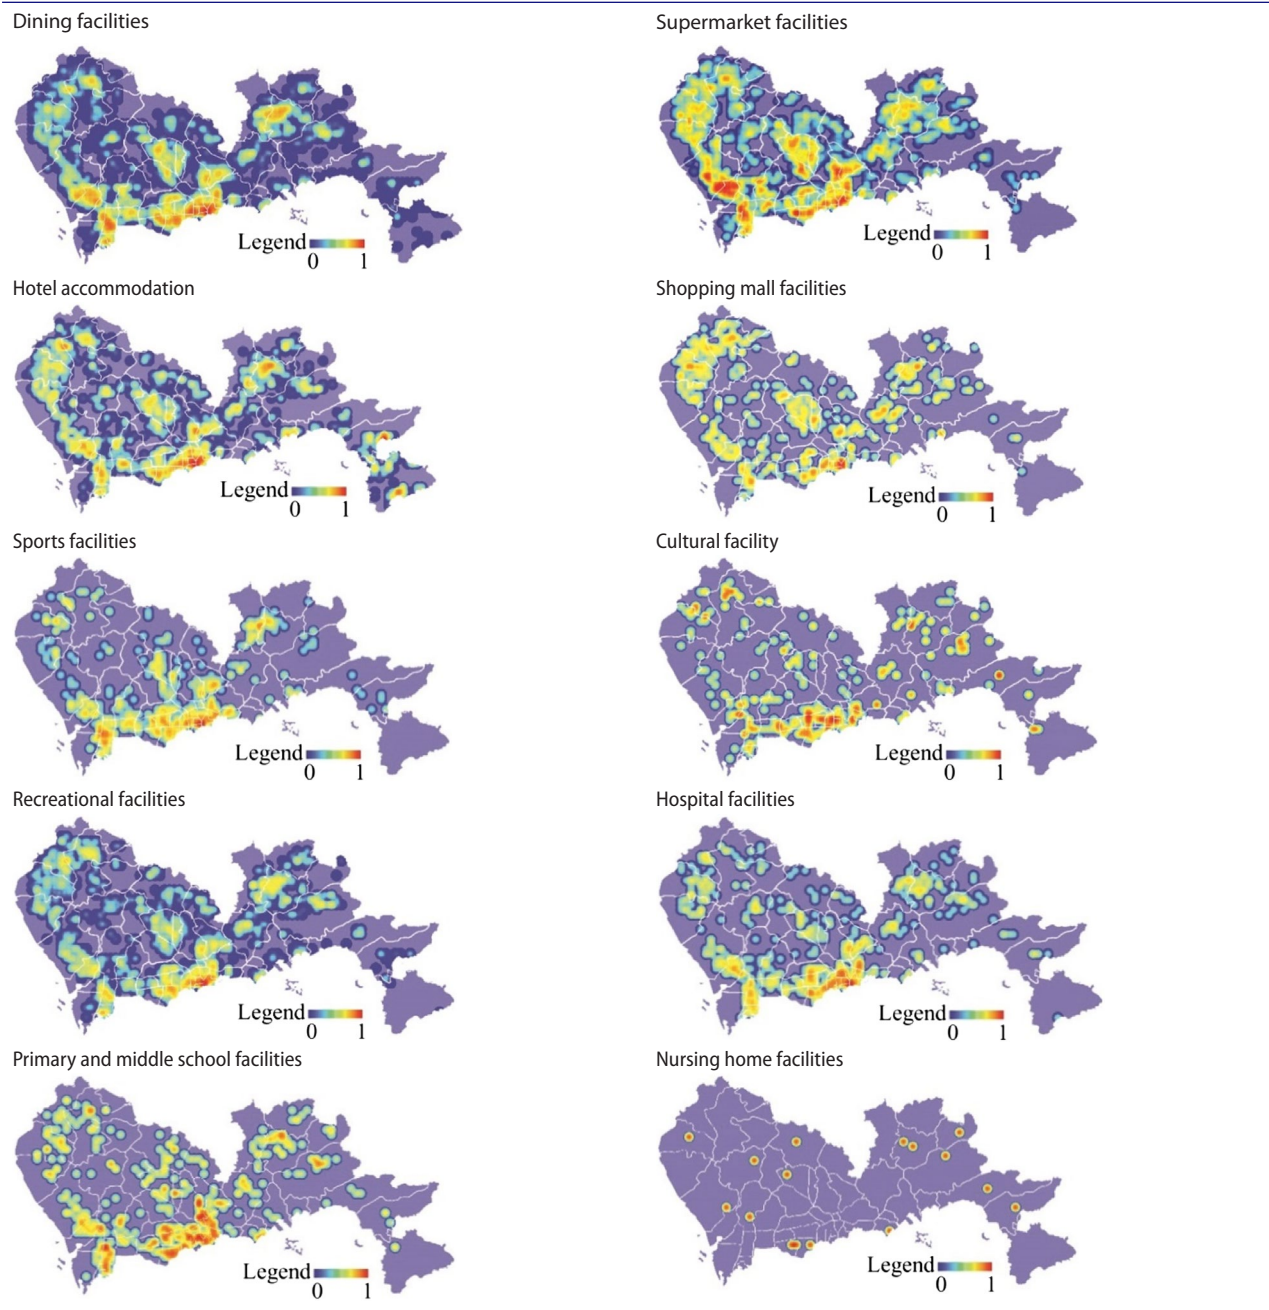 Dining facilities
Supermarket facilities
Legend
0 1
Legend
0 1
Hotel accommodation
Shopping mall facilities
Legend
0 1
Legend
0 1
Sports facilities
Cultural facility
Legend
0 1
Legend
0 1
Recreational facilities
Hospital facilities
Legend
0 1
Legend
0 1
Primary and middle school facilities
Nursing home facilities
Legend
0 1
Legend
0 1